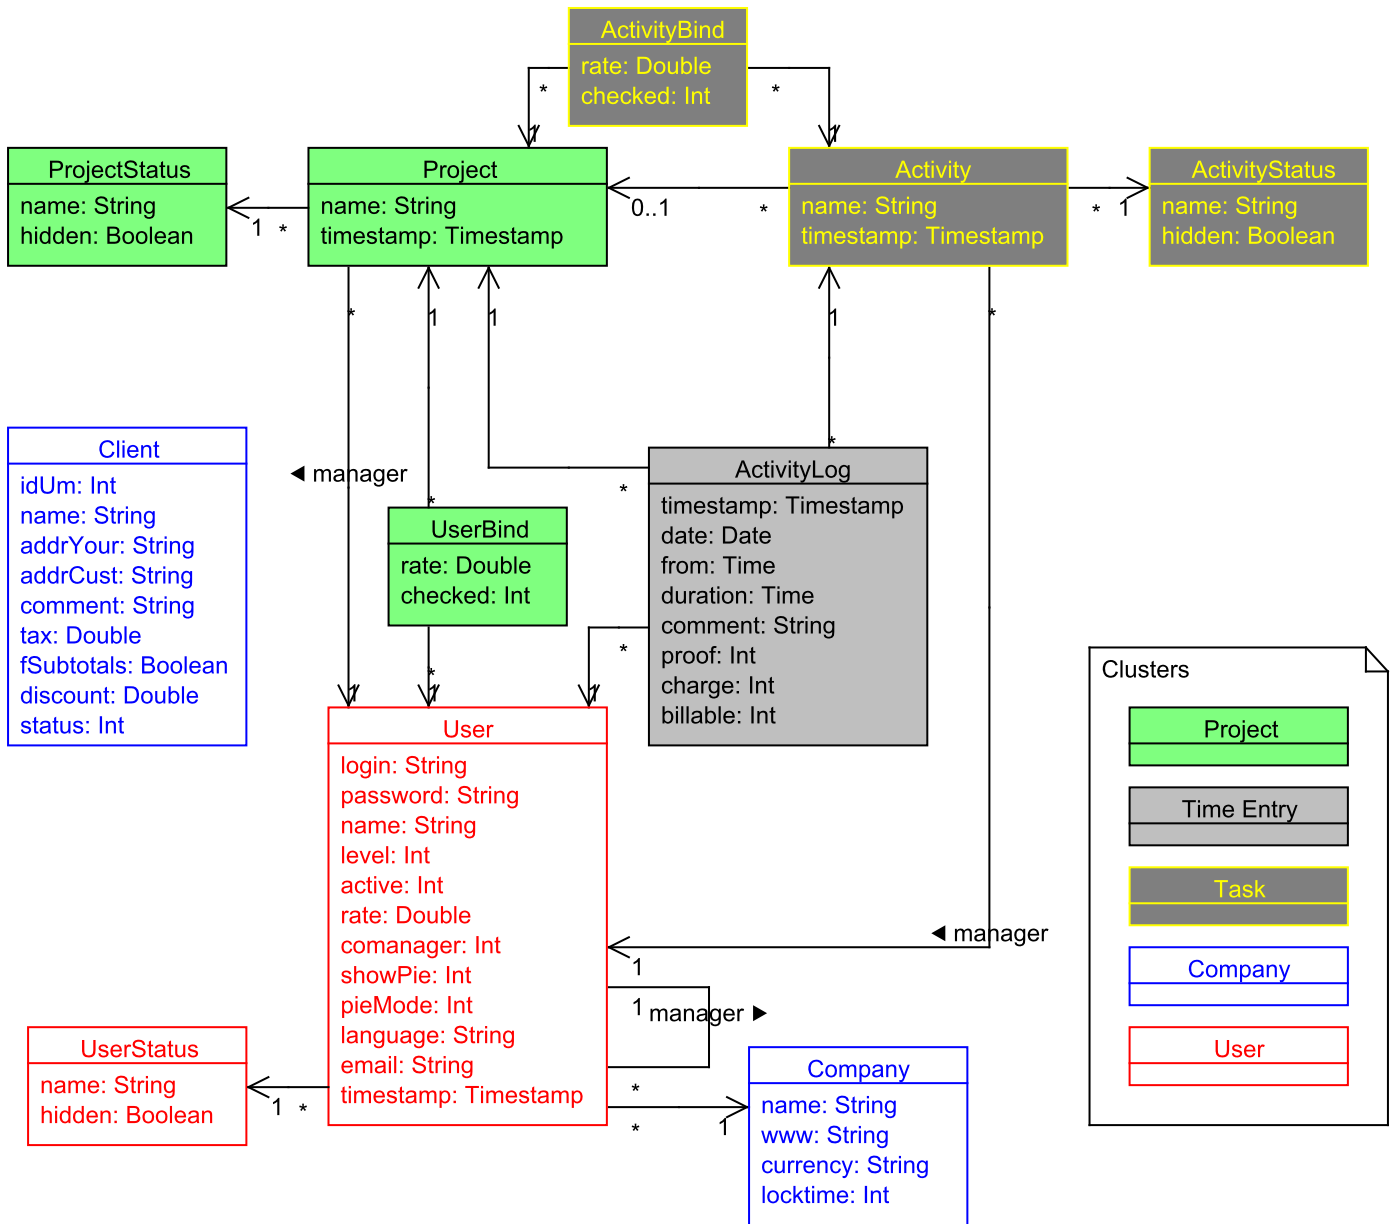 ActivityBind
rate: Double
checked: Int
*
*
1
1
ProjectStatus
name: String
hidden: Boolean
1
*
Project
name: String
timestamp: Timestamp
0..1
*
Activity
name: String
timestamp: Timestamp
*
1
ActivityStatus
name: String
hidden: Boolean
*
1
1
1
*
Client
idUm: Int
name: String
addrYour: String
addrCust: String
comment: String
tax: Double
fSubtotals: Boolean
discount: Double
status: Int
◀ manager
*
UserBind
rate: Double
checked: Int
*
1
1
*
*
1
*
ActivityLog
timestamp: Timestamp
date: Date
from: Time
duration: Time
comment: String
proof: Int
charge: Int
billable: Int
User
login: String
password: String
name: String
level: Int
active: Int
rate: Double
comanager: Int
showPie: Int
pieMode: Int
language: String
email: String
timestamp: Timestamp
◀ manager
1
1
manager ▶
*
*
1
UserStatus
name: String
hidden: Boolean
1
*
Company
name: String
www: String
currency: String
locktime: Int
Clusters
Project
Time Entry
Task
Company
User